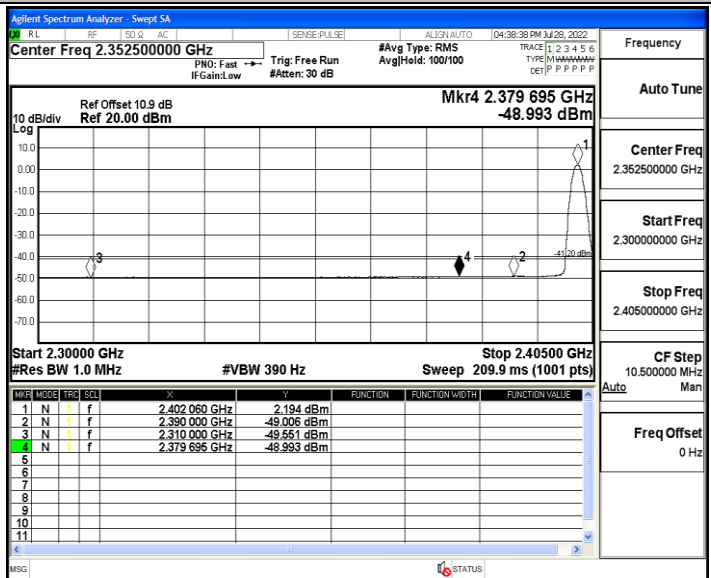 Agilent Spectrum Analyzer - Swept SA
LXI RL RF 50 Ω AC SENSE:PULSE ALIGN AUTO 04:38:38 PM Jul 28, 2022
Center Freq 2.352500000 GHz
PNO: Fast
IFGain:Low
Trig: Free Run
#Atten: 30 dB
#Avg Type: RMS
Avg|Hold: 100/100
TRACE 1 2 3 4 5 6
TYPE M W W W W W
DET P P P P P P
Ref Offset 10.9 dB
10 dB/div Ref 20.00 dBm
Log
Mkr4 2.379 695 GHz
-48.993 dBm
10.0
0.00
-10.0
-20.0
-30.0
-40.0
-50.0
-60.0
-70.0
1
2
3
4
-41.20 dBm
Start 2.30000 GHz Stop 2.40500 GHz
#Res BW 1.0 MHz #VBW 390 Hz Sweep 209.9 ms (1001 pts)
MKR MODE TRC SCL X Y FUNCTION FUNCTION WIDTH FUNCTION VALUE
1 N 1 f 2.402 060 GHz 2.194 dBm
2 N 1 f 2.390 000 GHz -49.006 dBm
3 N 1 f 2.310 000 GHz -49.551 dBm
4 N 1 f 2.379 695 GHz -48.993 dBm
5
6
7
8
9
10
11
MSG STATUS
Frequency
Auto Tune
Center Freq
2.352500000 GHz
Start Freq
2.300000000 GHz
Stop Freq
2.405000000 GHz
CF Step
10.500000 MHz
Auto Man
Freq Offset
0 Hz